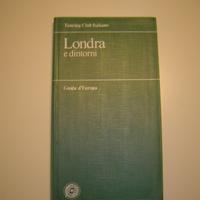 Touring Club Italiano
Londra
e dintorni
Guida d'Europa